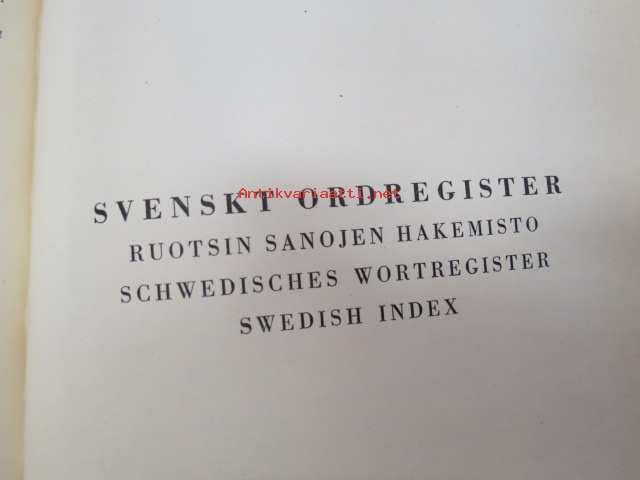 Antikvariaatti.net
SVENSKT ORDREGISTER
RUOTSIN SANOJEN HAKEMISTO
SCHWEDISCHES WORTREGISTER
SWEDISH INDEX